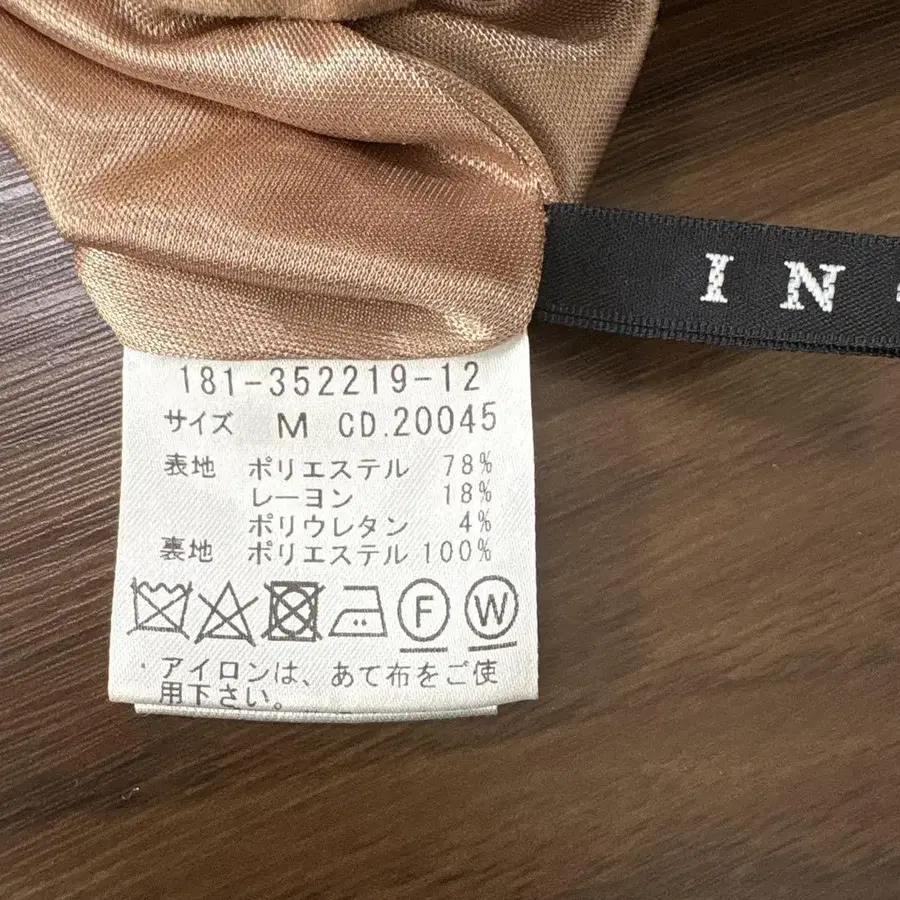 I N
181-352219-12
サイズ M CD.20045
表地 ポリエステル 78%
レーヨン 18%
ポリウレタン 4%
裏地 ポリエステル 100%
F W
・アイロンは、あて布をご使
用下さい。